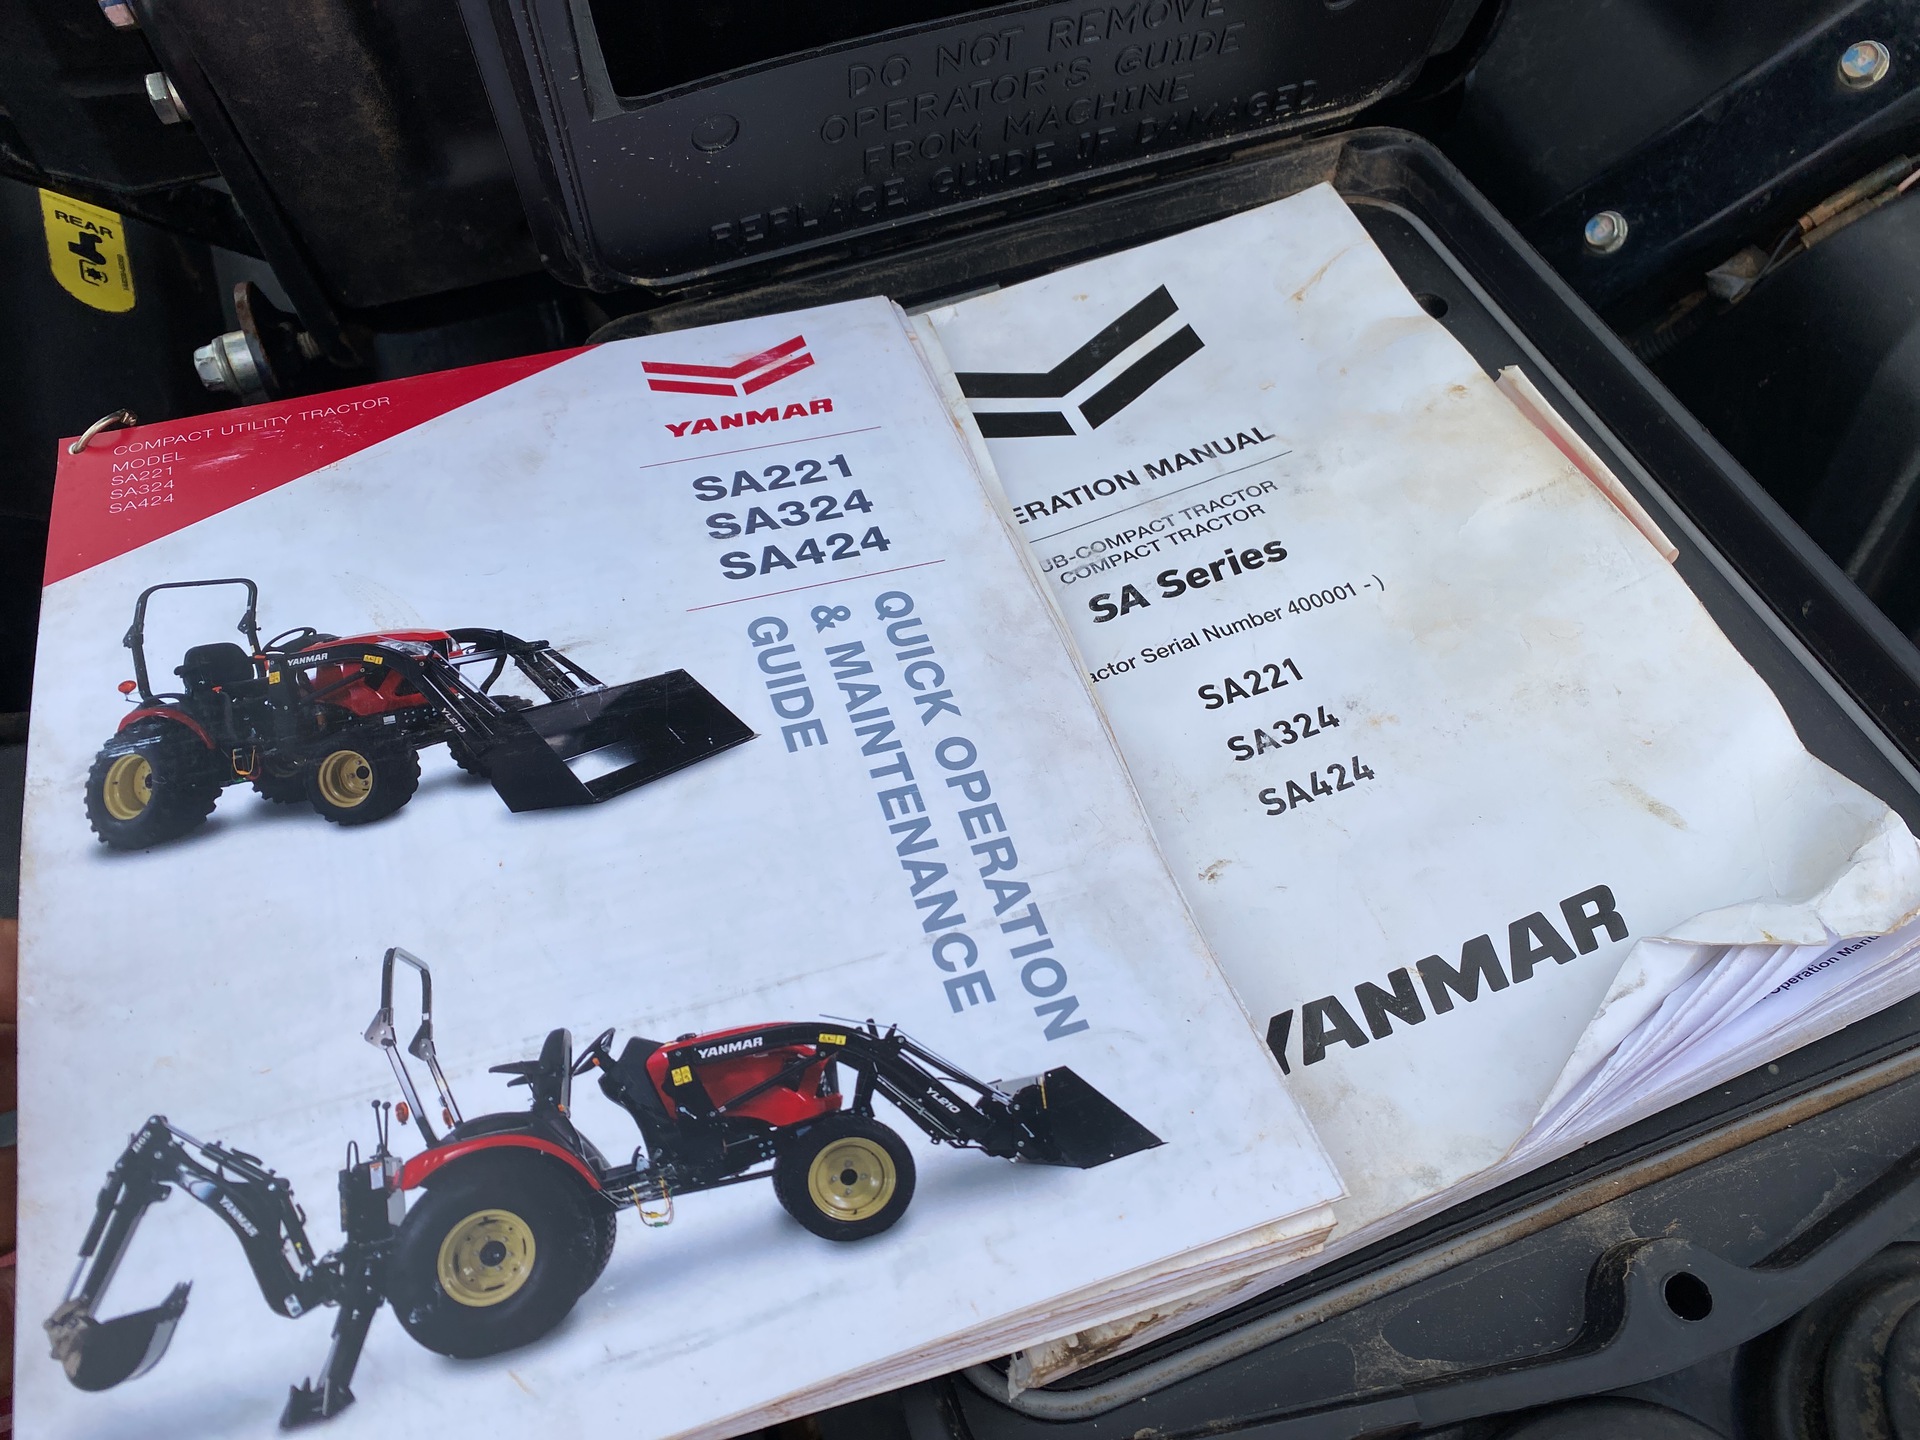 DO NOT REMOVE
OPERATOR'S GUIDE
FROM MACHINE
REPLACE GUIDE IF DAMAGED
REAR
COMPACT UTILITY TRACTOR
MODEL
SA221
SA324
SA424
YANMAR
SA221
SA324
SA424
QUICK OPERATION
& MAINTENANCE
GUIDE
YANMAR
YL210
YANMAR
YL210
YANMAR
ERATION MANUAL
UB-COMPACT TRACTOR
COMPACT TRACTOR
SA Series
actor Serial Number 400001 - )
SA221
SA324
SA424
YANMAR
Operation Manu